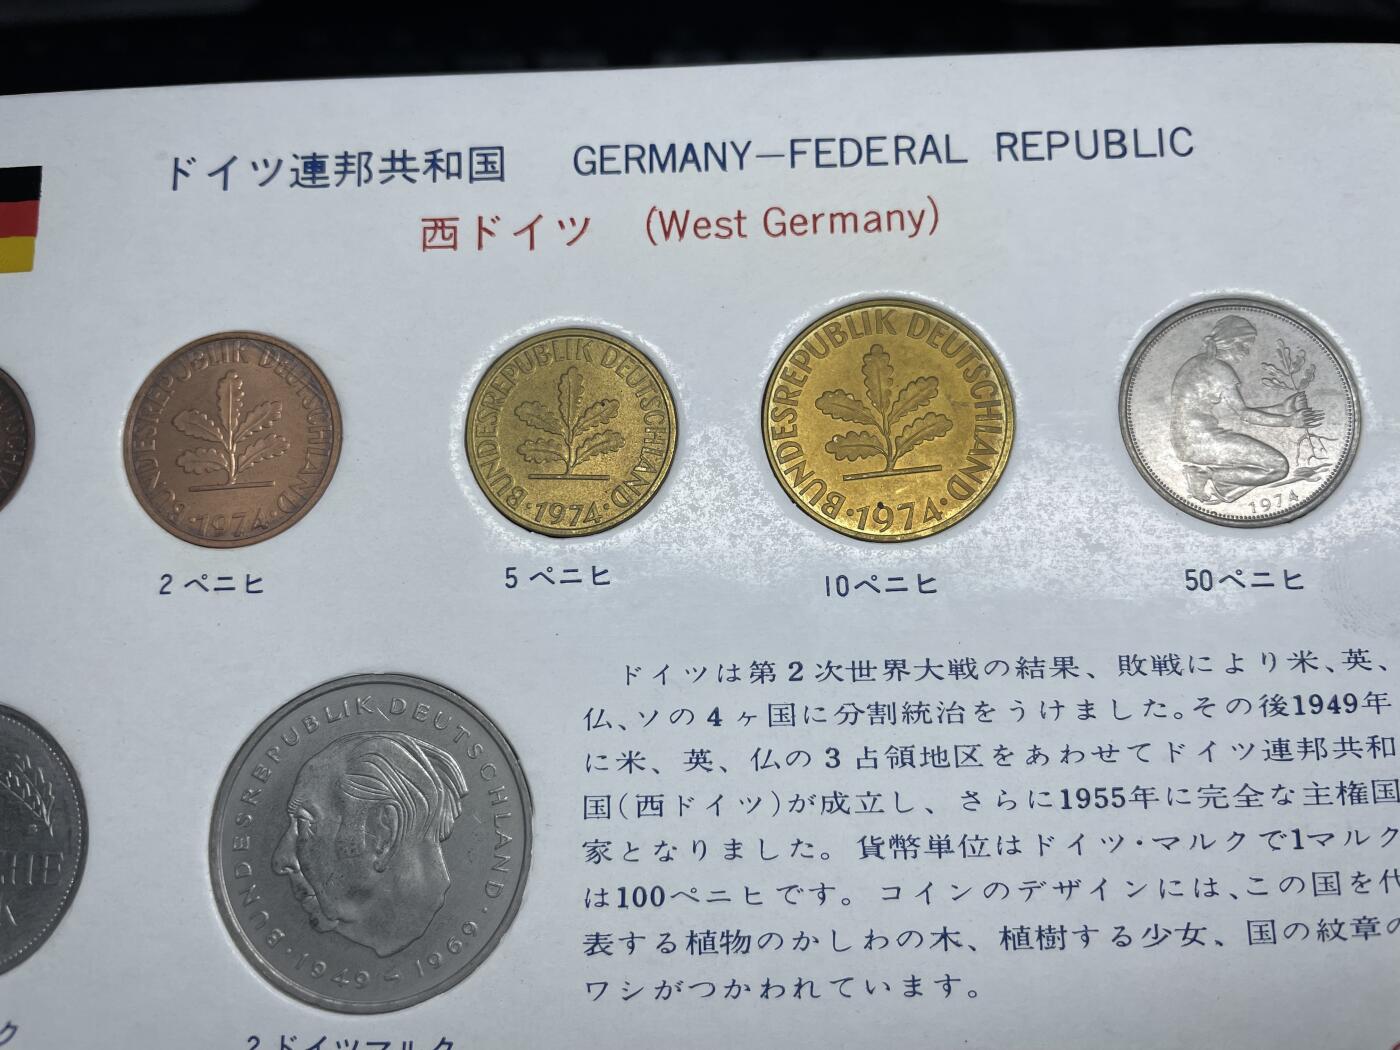 ドイツ連邦共和国 GERMANY—FEDERAL REPUBLIC
西ドイツ (West Germany)
BUNDESREPUBLIK DEUTSCHLAND
·1974·
BUNDESREPUBLIK DEUTSCHLAND
·1974·
BUNDESREPUBLIK DEUTSCHLAND
·1974·
1974
2 ペニヒ
5 ペニヒ
10ペニヒ
50ペニヒ
BUNDESREPUBLIK DEUTSCHLAND
·1949-1969·
2 ドイツマルク
ドイツは第2次世界大戦の結果、敗戦により米、英、
仏、ソの4ヶ国に分割統治をうけました。その後1949年
に米、英、仏の3占領地区をあわせてドイツ連邦共和
国(西ドイツ)が成立し、さらに1955年に完全な主権国
家となりました。貨幣単位はドイツ・マルクで1マルク
は100ペニヒです。コインのデザインには、この国を代
表する植物のかしわの木、植樹する少女、国の紋章の
ワシがつかわれています。